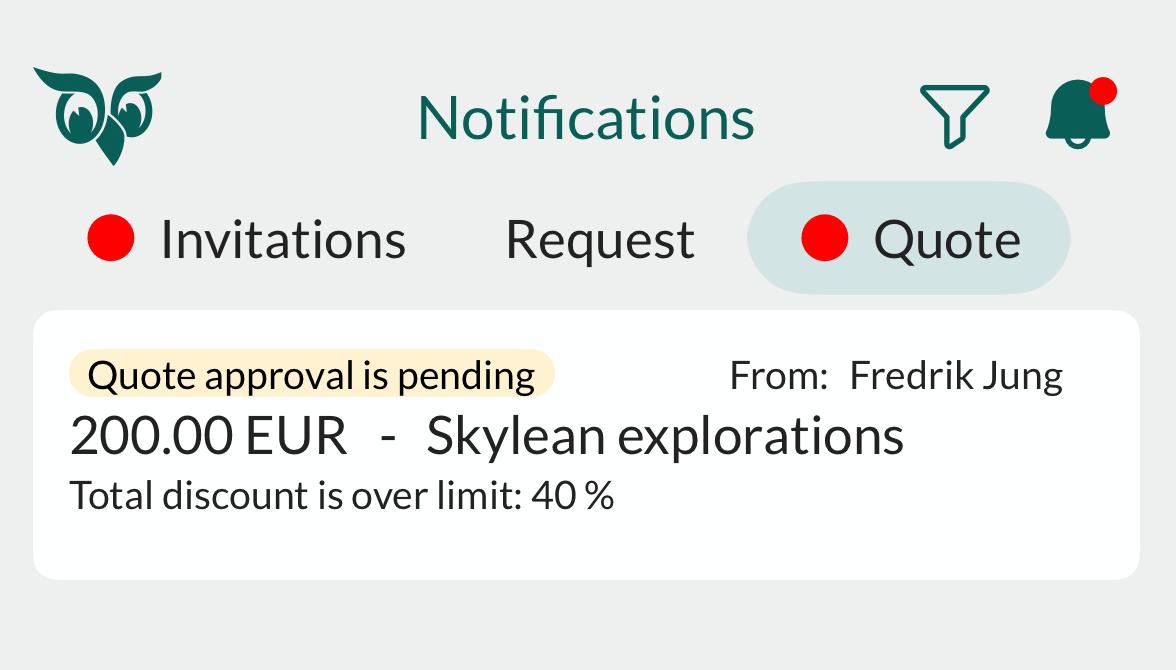 Notifications
Invitations Request Quote
Quote approval is pending From: Fredrik Jung
200.00 EUR - Skylean explorations
Total discount is over limit: 40 %